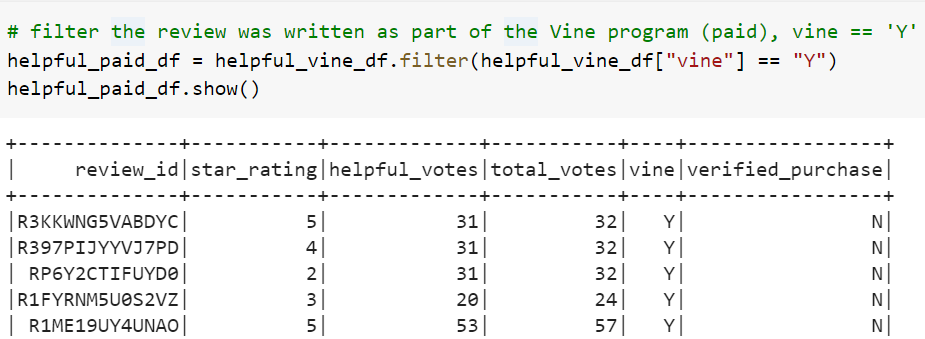 # filter the review was written as part of the Vine program (paid), vine == 'Y'
helpful_paid_df = helpful_vine_df.filter(helpful_vine_df["vine"] == "Y")
helpful_paid_df.show()
+--------------+-----------+-------------+-----------+----+-----------------+
|     review_id|star_rating|helpful_votes|total_votes|vine|verified_purchase|
+--------------+-----------+-------------+-----------+----+-----------------+
|R3KKWNG5VABDYC|          5|           31|         32|   Y|                N|
|R397PIJYYVJ7PD|          4|           31|         32|   Y|                N|
| RP6Y2CTIFUYD0|          2|           31|         32|   Y|                N|
|R1FYRNM5U0S2VZ|          3|           20|         24|   Y|                N|
| R1ME19UY4UNAO|          5|           53|         57|   Y|                N|